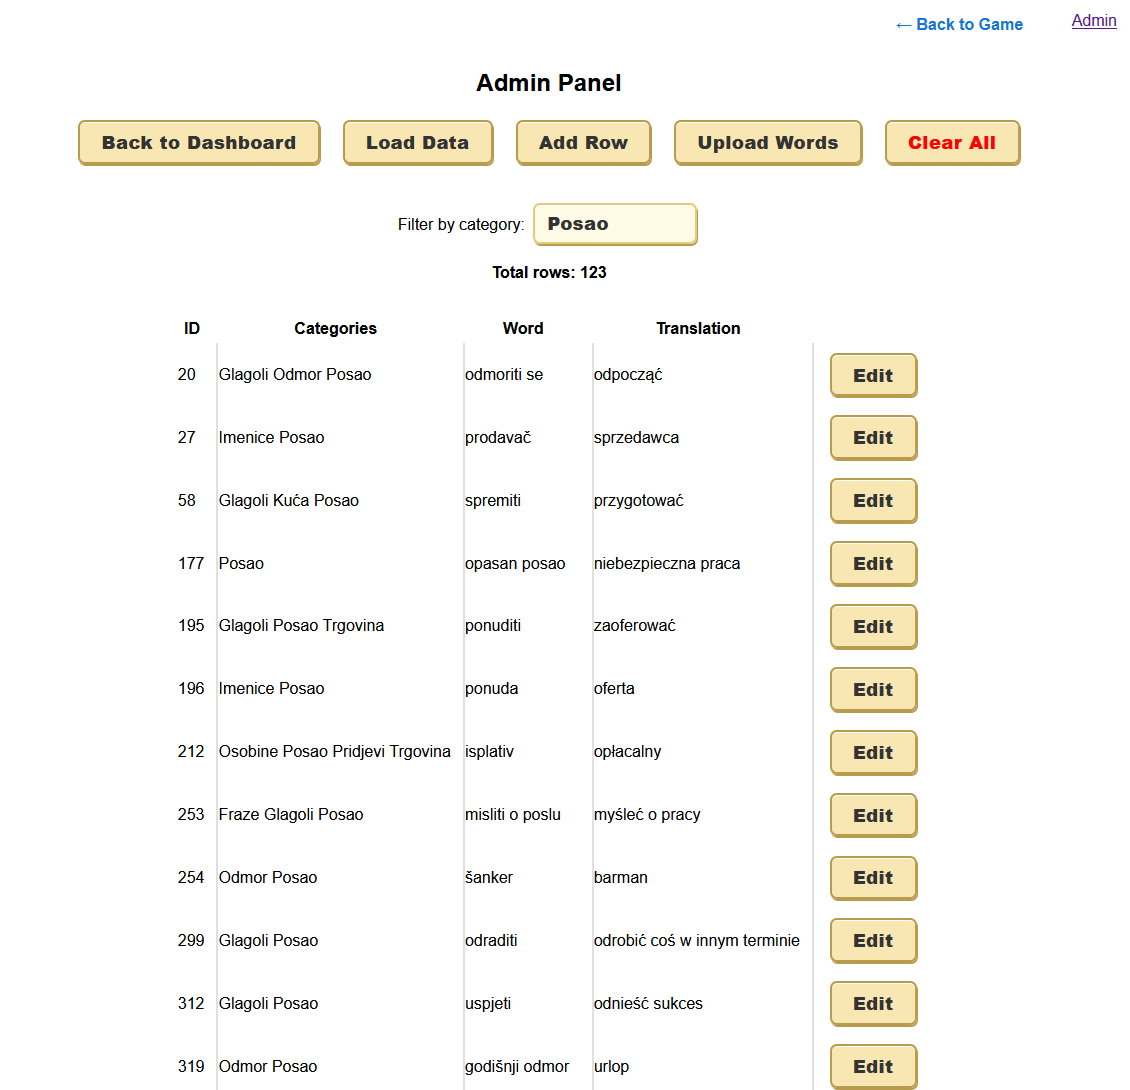 ← Back to Game Admin
Admin Panel
Back to Dashboard Load Data Add Row Upload Words Clear All
Filter by category: Posao
Total rows: 123
ID Categories Word Translation
20 Glagoli Odmor Posao odmoriti se odpocząć Edit
27 Imenice Posao prodavač sprzedawca Edit
58 Glagoli Kuća Posao spremiti przygotować Edit
177 Posao opasan posao niebezpieczna praca Edit
195 Glagoli Posao Trgovina ponuditi zaoferować Edit
196 Imenice Posao ponuda oferta Edit
212 Osobine Posao Pridjevi Trgovina isplativ opłacalny Edit
253 Fraze Glagoli Posao misliti o poslu myśleć o pracy Edit
254 Odmor Posao šanker barman Edit
299 Glagoli Posao odraditi odrobić coś w innym terminie Edit
312 Glagoli Posao uspjeti odnieść sukces Edit
319 Odmor Posao godišnji odmor urlop Edit